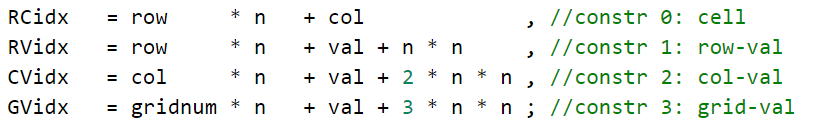 RCidx   = row     * n   + col             , //constr 0: cell
RVidx   = row     * n   + val + n * n     , //constr 1: row-val
CVidx   = col     * n   + val + 2 * n * n , //constr 2: col-val
GVidx   = gridnum * n   + val + 3 * n * n ; //constr 3: grid-val